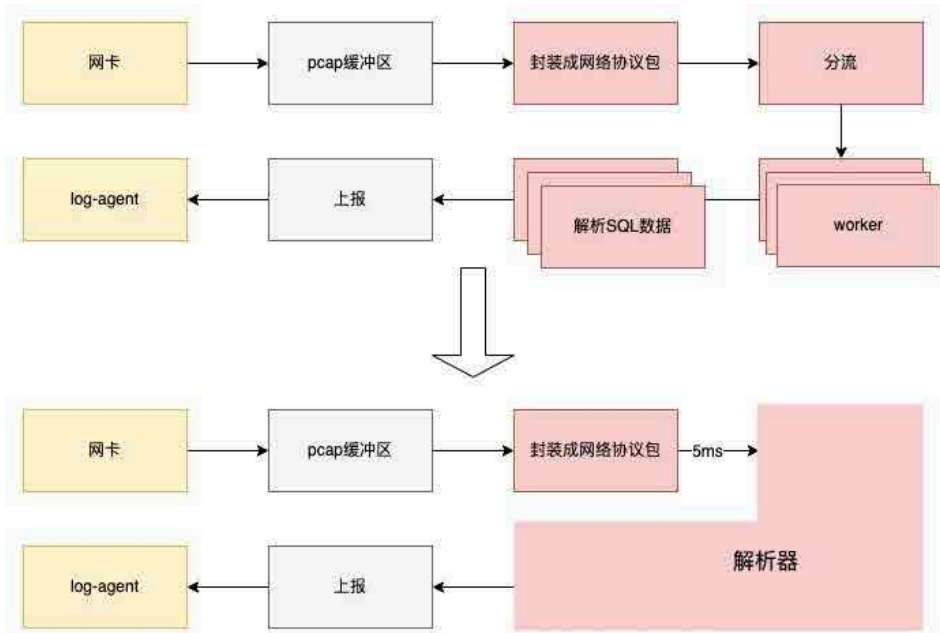 网卡
pcap缓冲区
封装成网络协议包
分流
log-agent
上报
解析SQL数据
worker
网卡
pcap缓冲区
封装成网络协议包
5ms
解析器
log-agent
上报